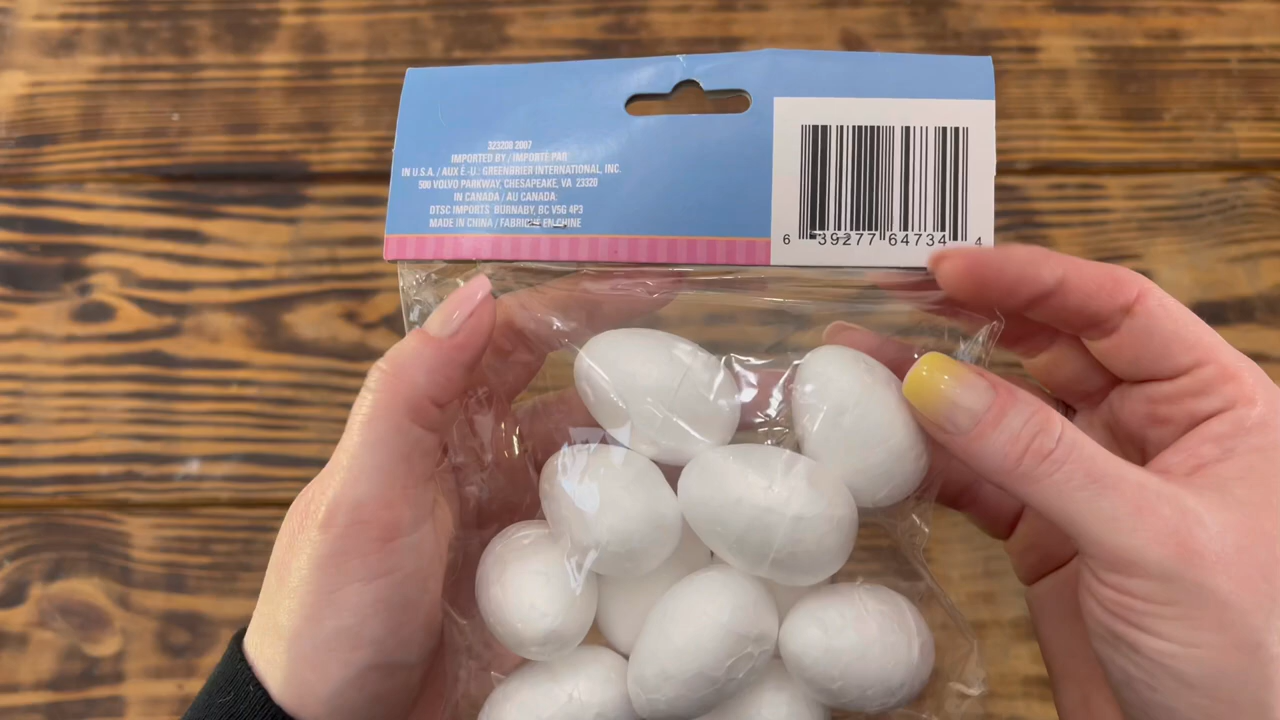 323208 2007
IMPORTED BY / IMPORTÉ PAR
IN U.S.A. / AUX É.-U.: GREENBRIER INTERNATIONAL, INC.
500 VOLVO PARKWAY, CHESAPEAKE, VA 23320
IN CANADA / AU CANADA:
DTSC IMPORTS BURNABY, BC V5G 4P3
MADE IN CHINA / FABRIQUÉ EN CHINE
6 39277 64734 4